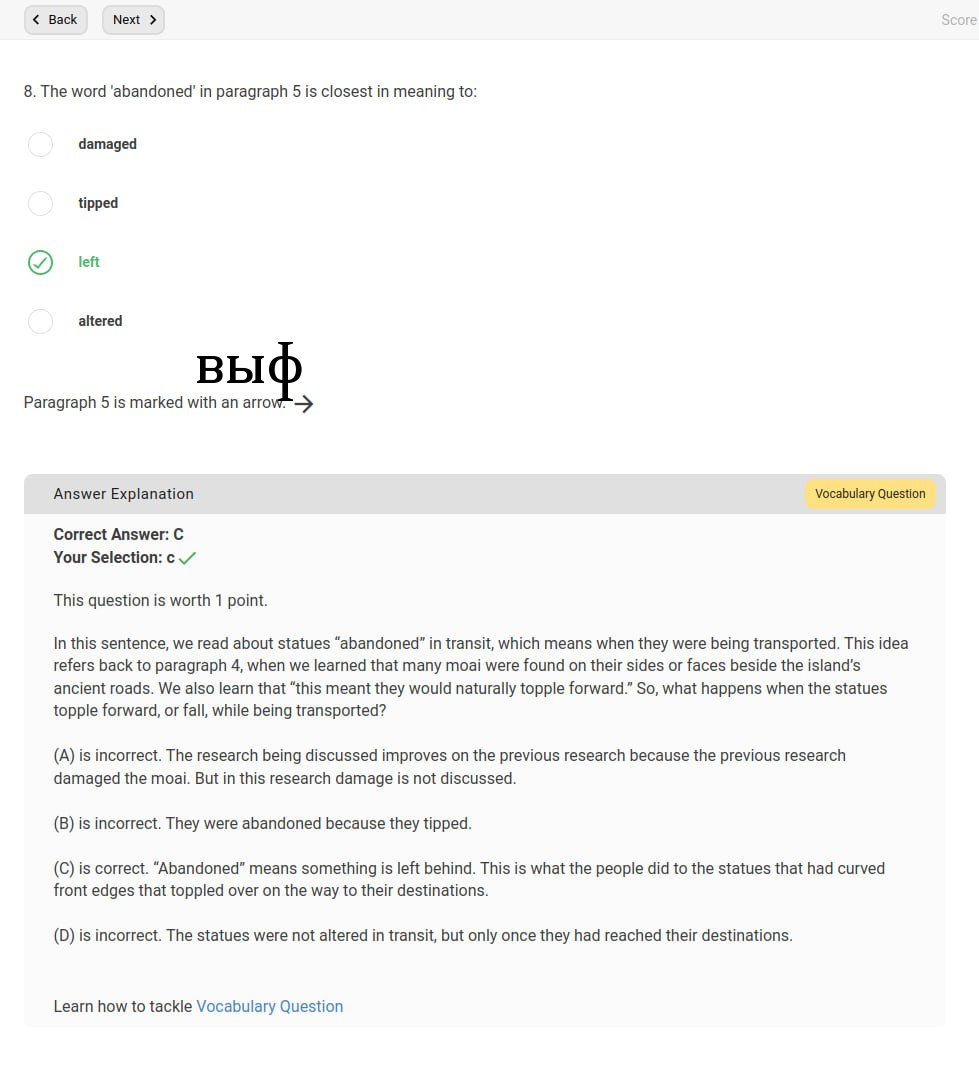 Back Next Score
8. The word 'abandoned' in paragraph 5 is closest in meaning to:
damaged
tipped
left
altered
выф
Paragraph 5 is marked with an arrow.
Answer Explanation Vocabulary Question
Correct Answer: C
Your Selection: c
This question is worth 1 point.
In this sentence, we read about statues “abandoned” in transit, which means when they were being transported. This idea
refers back to paragraph 4, when we learned that many moai were found on their sides or faces beside the island’s
ancient roads. We also learn that “this meant they would naturally topple forward.” So, what happens when the statues
topple forward, or fall, while being transported?
(A) is incorrect. The research being discussed improves on the previous research because the previous research
damaged the moai. But in this research damage is not discussed.
(B) is incorrect. They were abandoned because they tipped.
(C) is correct. “Abandoned” means something is left behind. This is what the people did to the statues that had curved
front edges that toppled over on the way to their destinations.
(D) is incorrect. The statues were not altered in transit, but only once they had reached their destinations.
Learn how to tackle Vocabulary Question